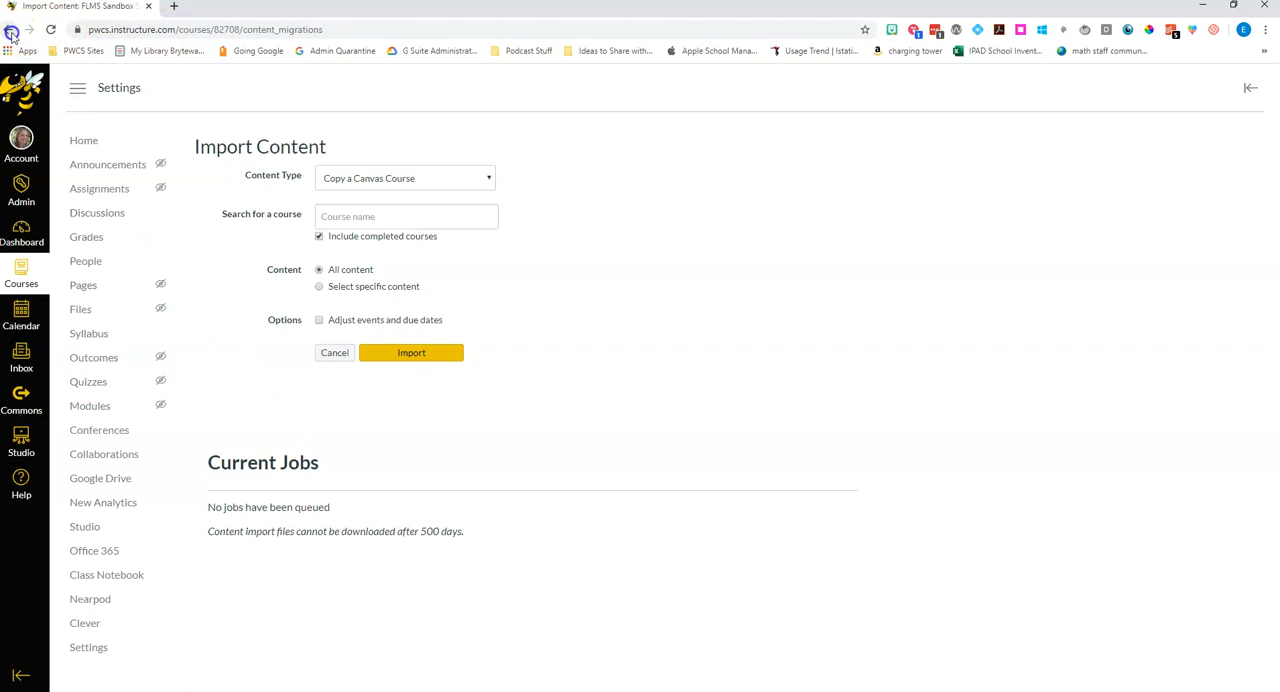 Import Content: FLMS Sandbox
pwcs.instructure.com/courses/82708/content_migrations
E
Apps PWCS Sites My Library Brytewa... Going Google Admin Quarantine G Suite Administrat... Podcast Stuff Ideas to Share with... Apple School Mana... Usage Trend | Istati... charging tower IPAD School Invent... math staff commun... »
Settings
Account
Admin
Dashboard
Courses
Calendar
Inbox
Commons
Studio
Help
Home
Announcements
Assignments
Discussions
Grades
People
Pages
Files
Syllabus
Outcomes
Quizzes
Modules
Conferences
Collaborations
Google Drive
New Analytics
Studio
Office 365
Class Notebook
Nearpod
Clever
Settings
Import Content
Content Type Copy a Canvas Course
Search for a course Course name
Include completed courses
Content All content
Select specific content
Options Adjust events and due dates
Cancel Import
Current Jobs
No jobs have been queued
Content import files cannot be downloaded after 500 days.